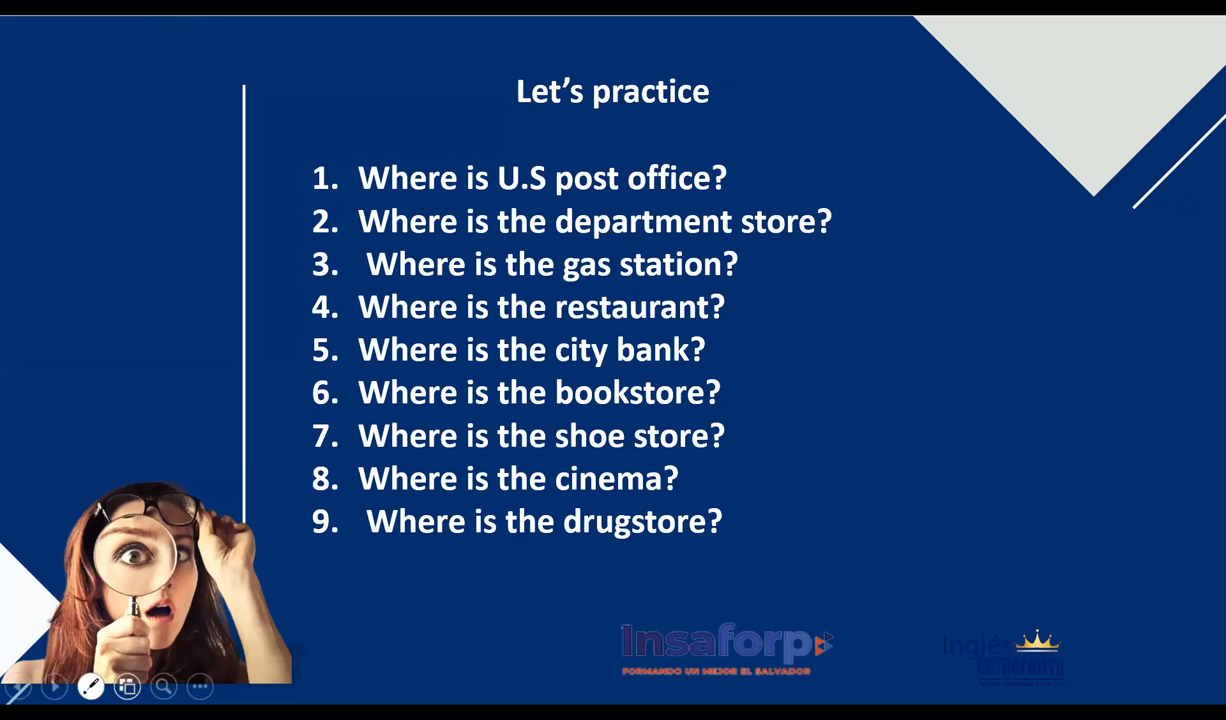 Let's practice
1. Where is U.S post office?
2. Where is the department store?
3. Where is the gas station?
4. Where is the restaurant?
5. Where is the city bank?
6. Where is the bookstore?
7. Where is the shoe store?
8. Where is the cinema?
9. Where is the drugstore?
Insaforp
FORMANDO UN MEJOR EL SALVADOR
Inglés
Corporativo